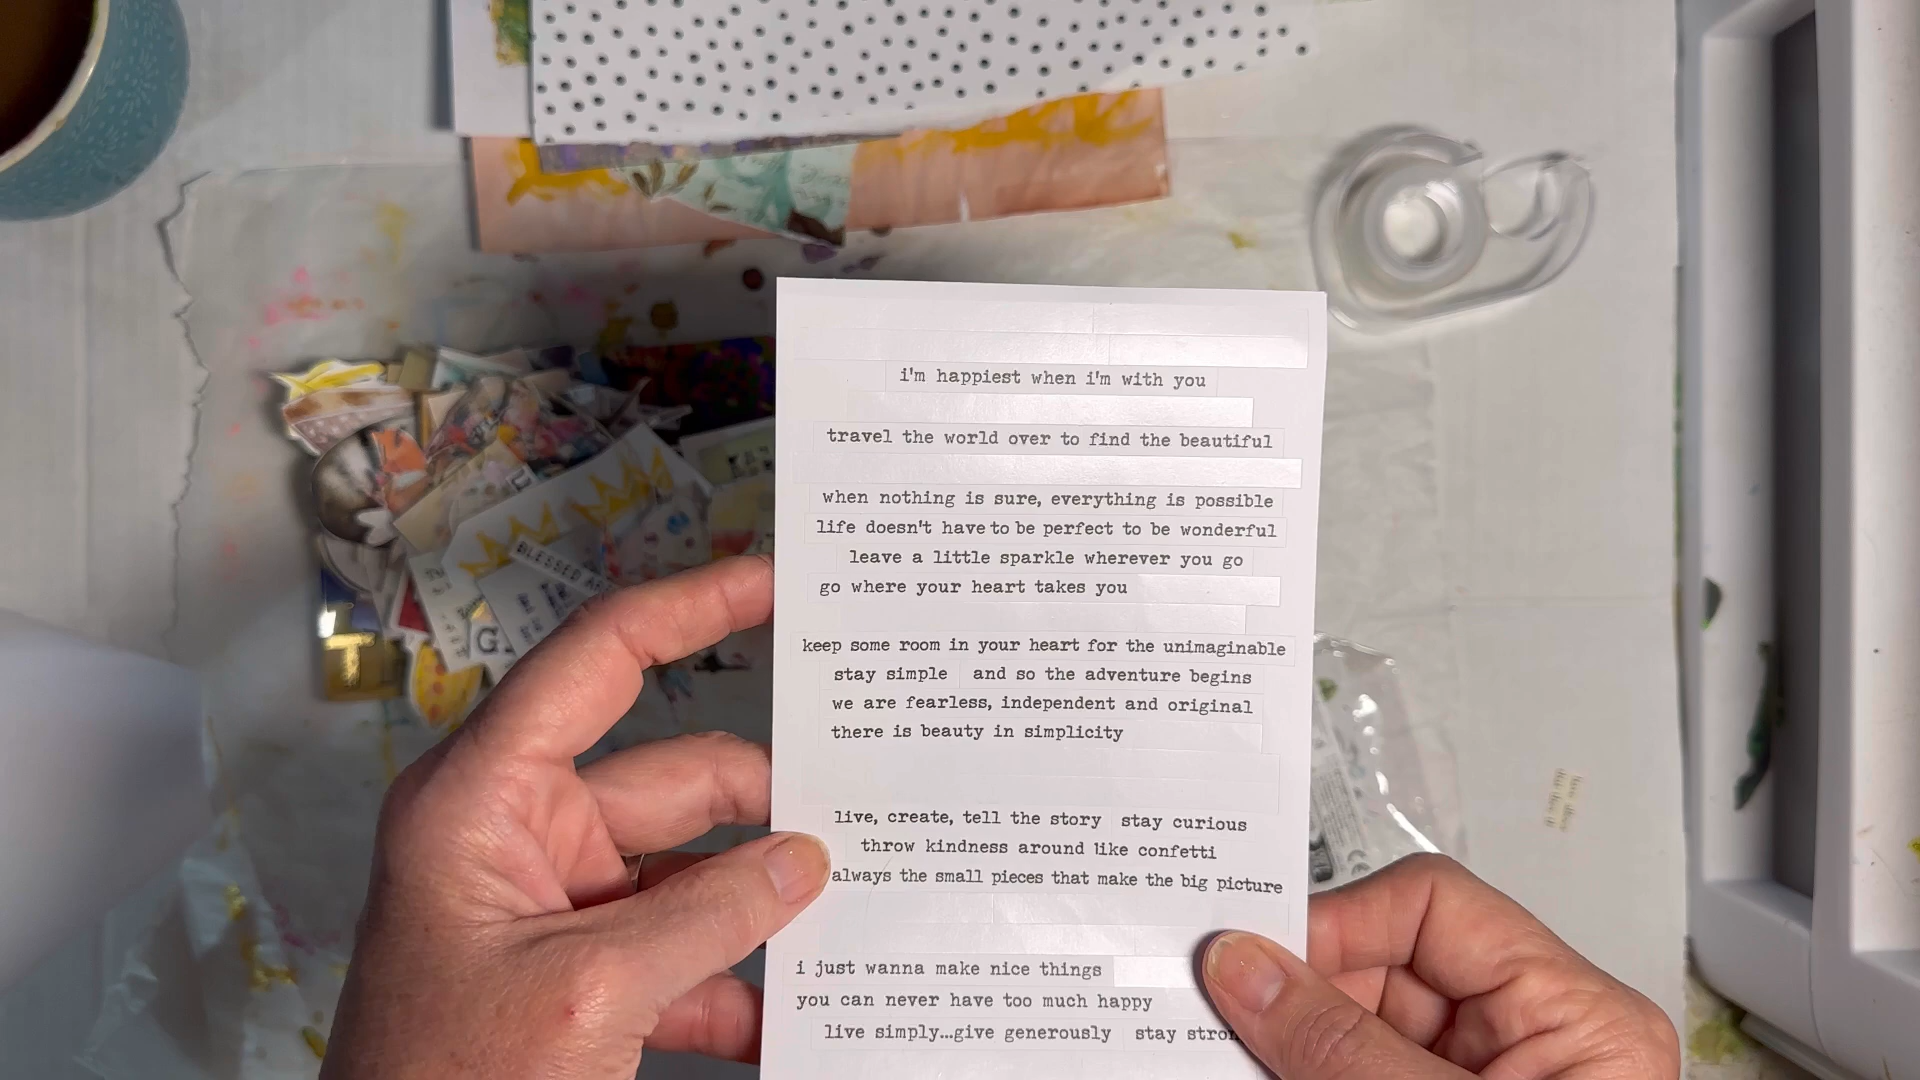 i'm happiest when i'm with you
travel the world over to find the beautiful
when nothing is sure, everything is possible
life doesn't have to be perfect to be wonderful
leave a little sparkle wherever you go
go where your heart takes you
keep some room in your heart for the unimaginable
stay simple and so the adventure begins
we are fearless, independent and original
there is beauty in simplicity
live, create, tell the story stay curious
throw kindness around like confetti
always the small pieces that make the big picture
i just wanna make nice things
you can never have too much happy
live simply...give generously stay
BLESSED
T
G